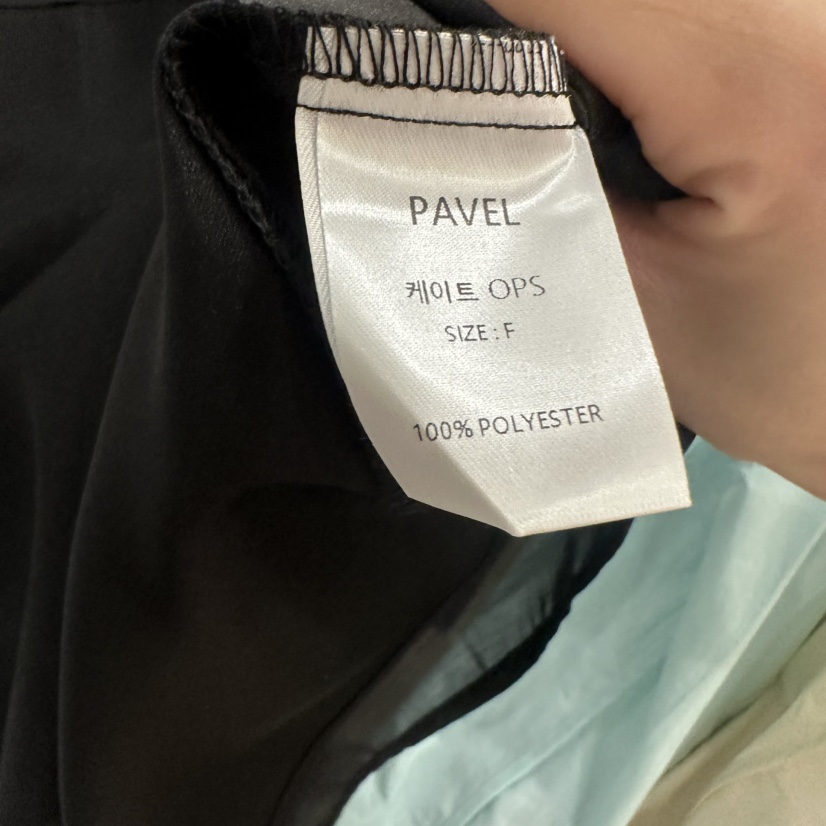 PAVEL
케이트 OPS
SIZE : F
100% POLYESTER